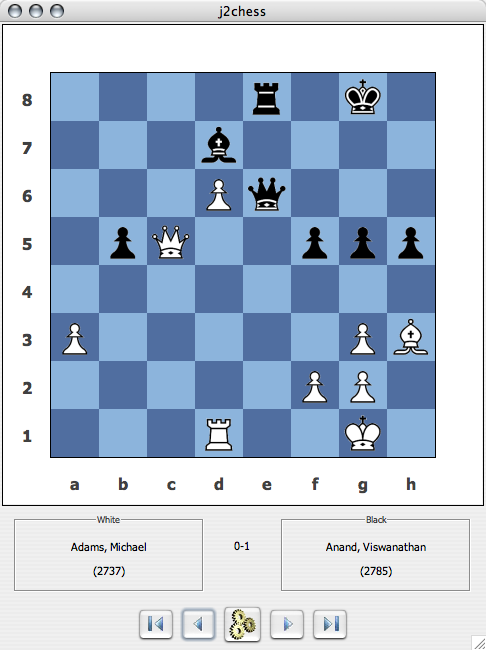 j2chess
8
7
6
5
4
3
2
1
a b c d e f g h
White
Adams, Michael
(2737)
0-1
Black
Anand, Viswanathan
(2785)